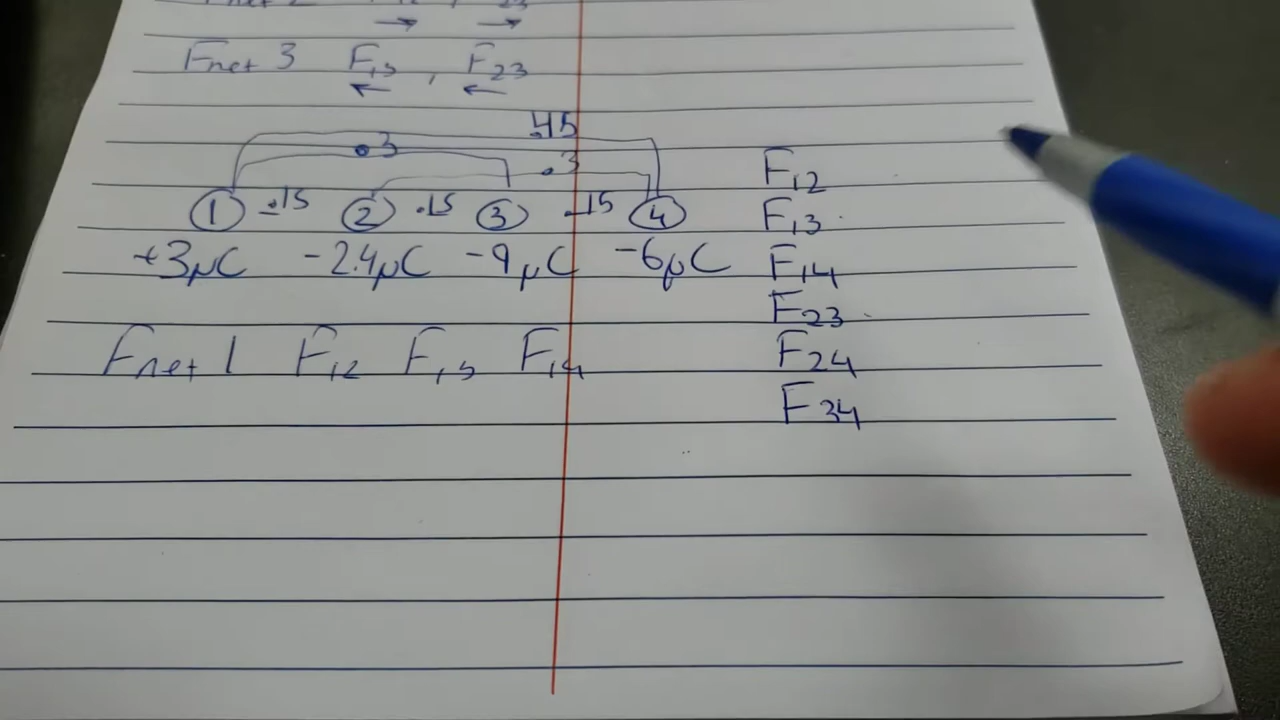 Fnet 3 F13 , F23
← ←
.45
.3 .3
1 .15 2 .15 3 .15 4
+3μC -2.4μC -9μC -6μC
Fnet 1 F12 F13 F14
F12
F13
F14
F23
F24
F34